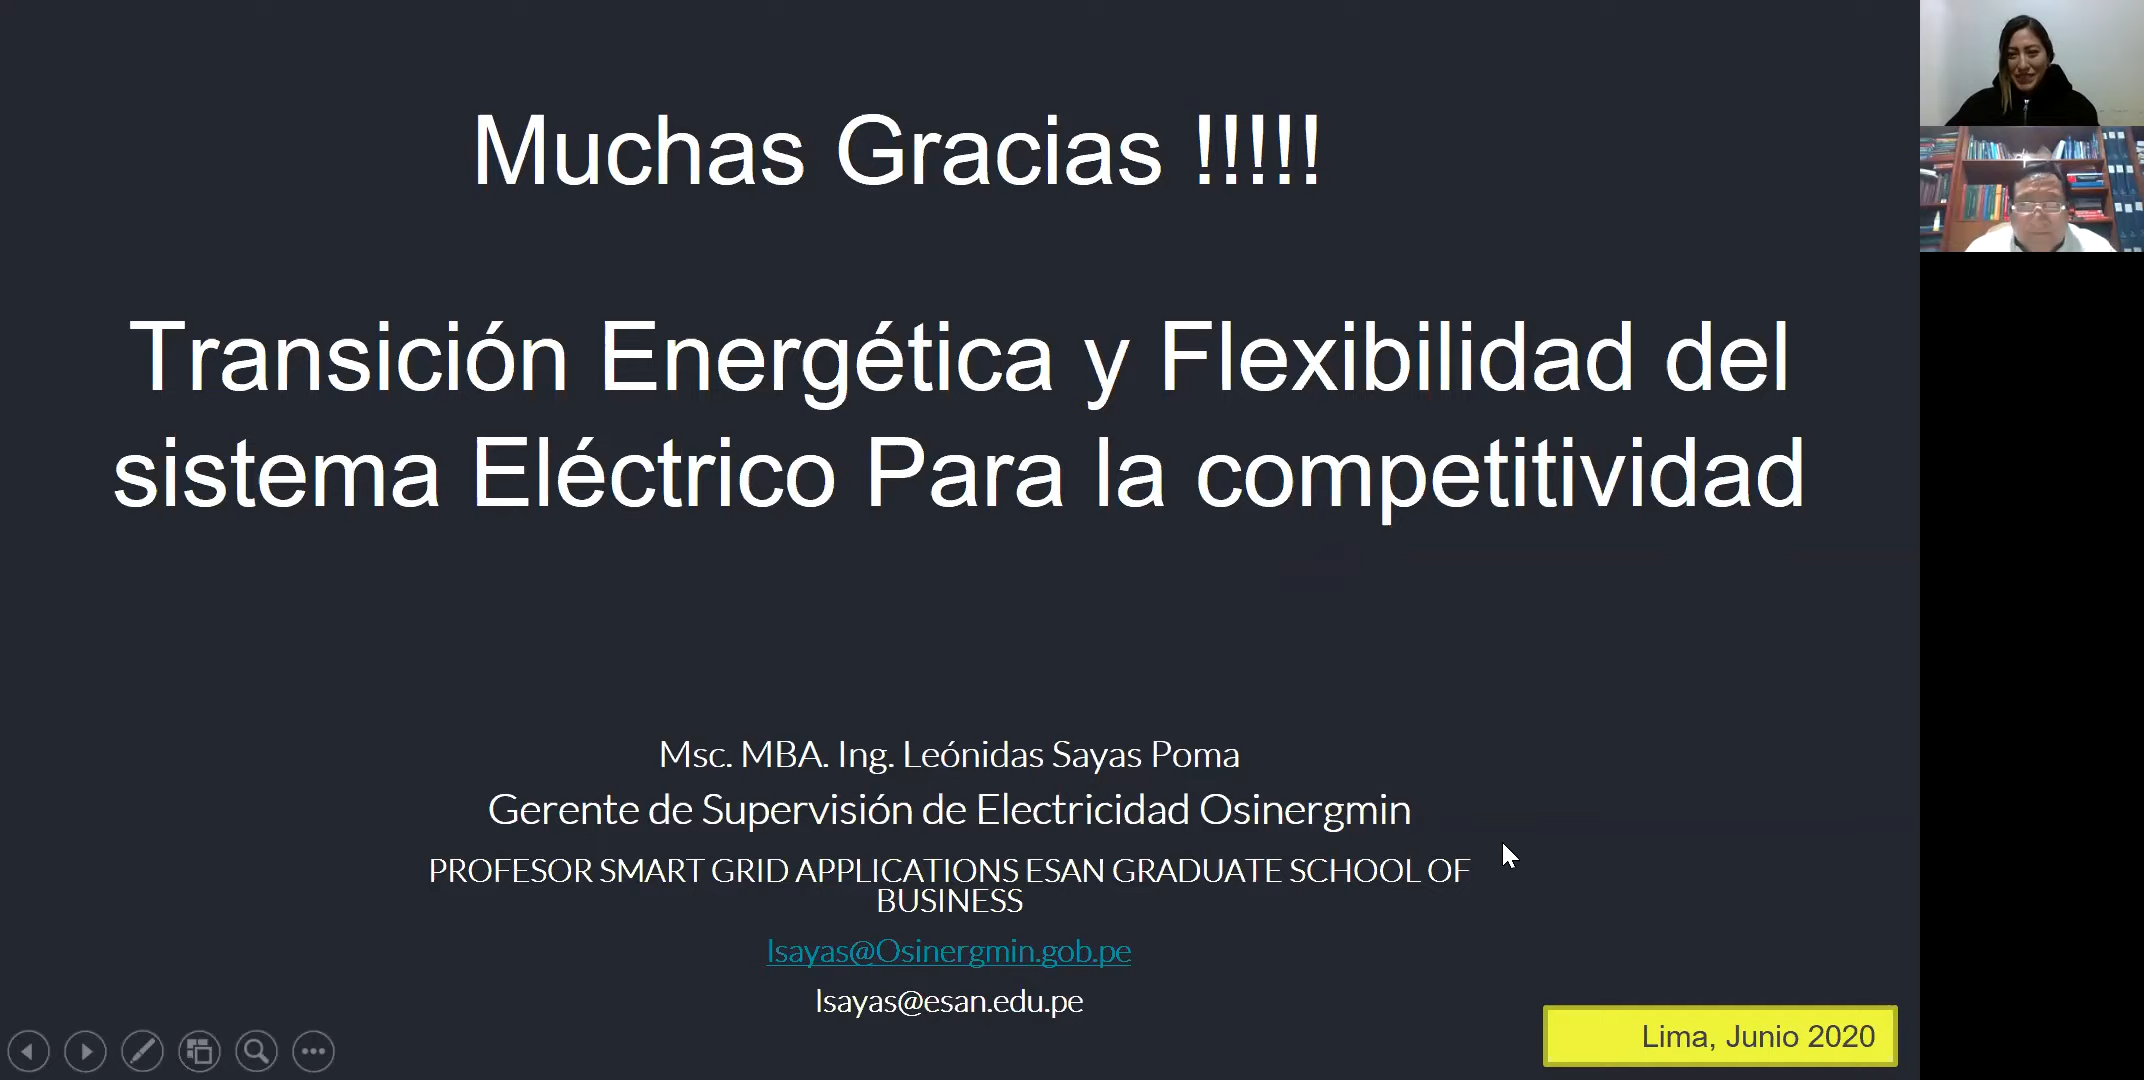 Muchas Gracias !!!!!
Transición Energética y Flexibilidad del
sistema Eléctrico Para la competitividad
Msc. MBA. Ing. Leónidas Sayas Poma
Gerente de Supervisión de Electricidad Osinergmin
PROFESOR SMART GRID APPLICATIONS ESAN GRADUATE SCHOOL OF
BUSINESS
lsayas@Osinergmin.gob.pe
lsayas@esan.edu.pe
Lima, Junio 2020